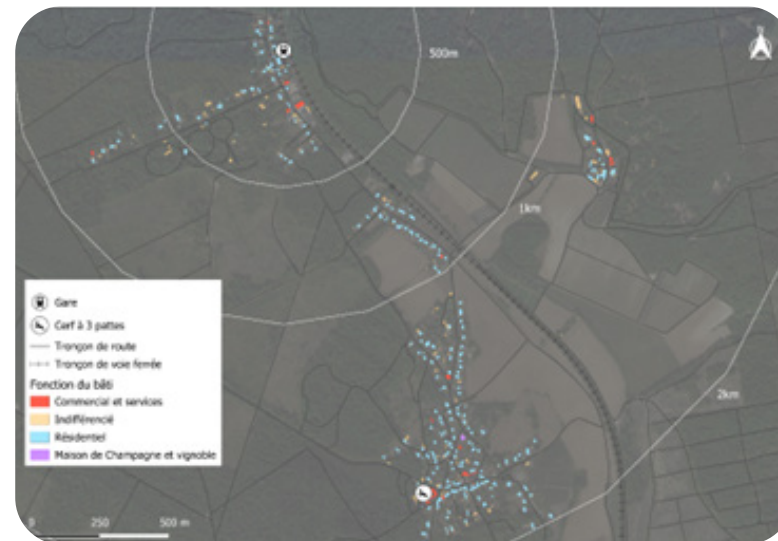 N
500m
1km
2km
Gare
Cerf à 3 pattes
Tronçon de route
Tronçon de voie ferrée
Fonction du bâti
Commercial et services
Indifférencié
Résidentiel
Maison de Champagne et vignoble
0 250 500 m